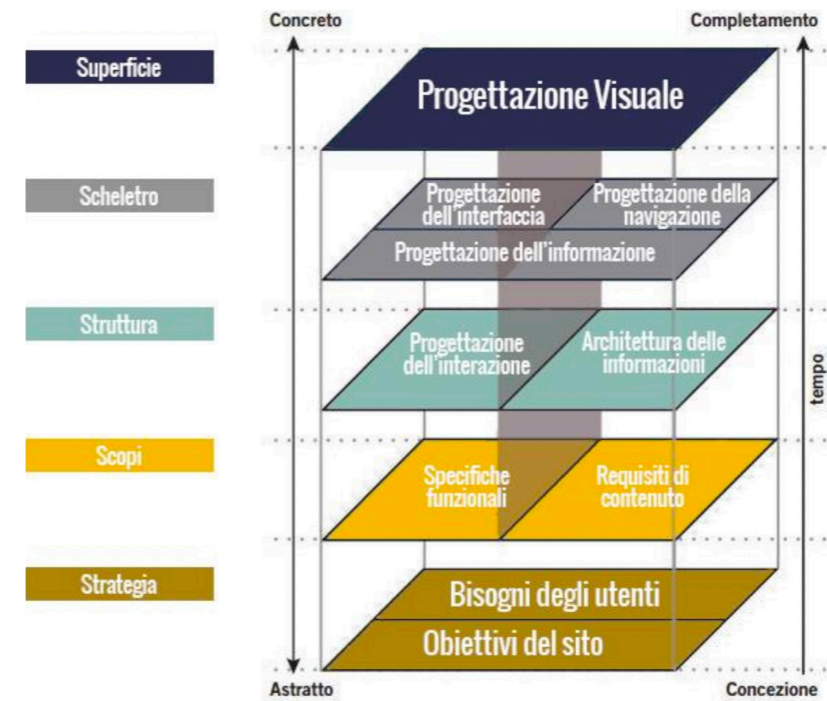 Concreto
Completamento
Superficie
Progettazione Visuale
Scheletro
Progettazione
dell'interfaccia
Progettazione della
navigazione
Progettazione dell'informazione
Struttura
Progettazione
dell'interazione
Architettura delle
informazioni
tempo
Scopi
Specifiche
funzionali
Requisiti di
contenuto
Strategia
Bisogni degli utenti
Obiettivi del sito
Astratto
Concezione